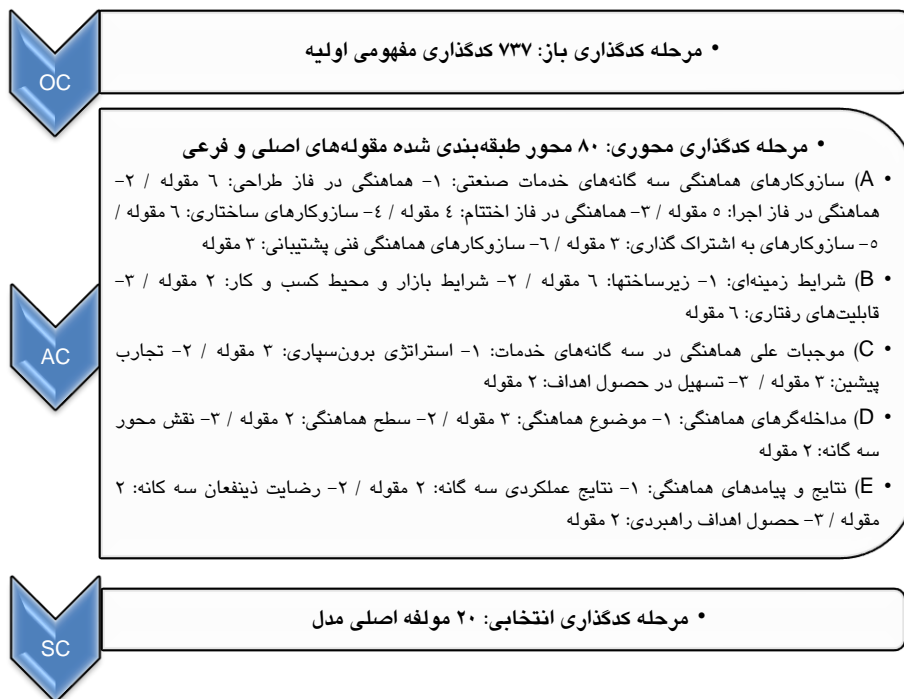 OC
• مرحله کدگذاری باز: ۷۳۷ کدگذاری مفهومی اولیه
AC
• مرحله کدگذاری محوری: ۸۰ محور طبقه‌بندی شده مقوله‌های اصلی و فرعی
• A) سازوکارهای هماهنگی سه گانه‌های خدمات صنعتی: ۱- هماهنگی در فاز طراحی: ۶ مقوله / ۲-
هماهنگی در فاز اجرا: ۵ مقوله / ۳- هماهنگی در فاز اختتام: ۴ مقوله / ۴- سازوکارهای ساختاری: ۶ مقوله /
۵- سازوکارهای به اشتراک گذاری: ۳ مقوله / ۶- سازوکارهای هماهنگی فنی پشتیبانی: ۳ مقوله
• B) شرایط زمینه‌ای: ۱- زیرساختها: ۶ مقوله / ۲- شرایط بازار و محیط کسب و کار: ۲ مقوله / ۳-
قابلیت‌های رفتاری: ۶ مقوله
• C) موجبات علی هماهنگی در سه گانه‌های خدمات: ۱- استراتژی برون‌سپاری: ۳ مقوله / ۲- تجارب
پیشین: ۳ مقوله / ۳- تسهیل در حصول اهداف: ۲ مقوله
• D) مداخله‌گرهای هماهنگی: ۱- موضوع هماهنگی: ۳ مقوله / ۲- سطح هماهنگی: ۲ مقوله / ۳- نقش محور
سه گانه: ۲ مقوله
• E) نتایج و پیامدهای هماهنگی: ۱- نتایج عملکردی سه گانه: ۲ مقوله / ۲- رضایت ذینفعان سه کانه: ۲
مقوله / ۳- حصول اهداف راهبردی: ۲ مقوله
SC
• مرحله کدگذاری انتخابی: ۲۰ مولفه اصلی مدل